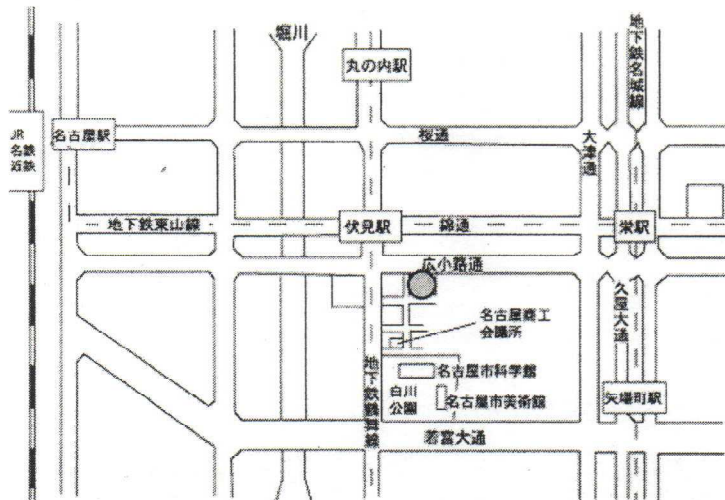 堀川
丸の内駅
地下鉄名城線
JR
名鉄
近鉄
名古屋駅
桜通
大津通
地下鉄東山線
伏見駅
錦通
栄駅
広小路通
久屋大通
名古屋商工
会議所
地下鉄鶴舞線
名古屋市科学館
白川
公園
名古屋市美術館
矢場町駅
若宮大通